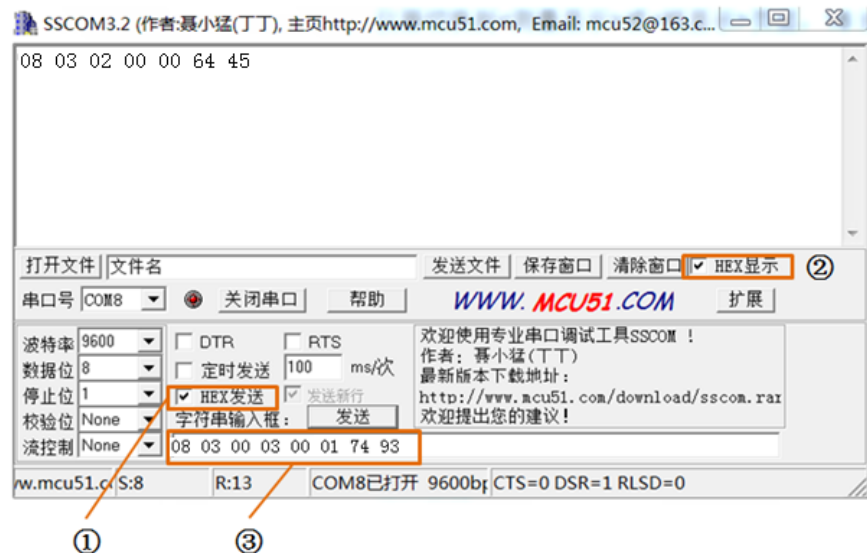 SSCOM3.2 (作者:聂小猛(丁丁), 主页http://www.mcu51.com, Email: mcu52@163.c...
08 03 02 00 00 64 45
打开文件 文件名 发送文件 保存窗口 清除窗口 HEX显示 ②
串口号 COM8 关闭串口 帮助 WWW. MCU51 .COM 扩展
波特率 9600 DTR RTS
数据位 8 定时发送 100 ms/次
停止位 1 HEX发送 发送新行
校验位 None 字符串输入框: 发送
流控制 None 08 03 00 03 00 01 74 93
欢迎使用专业串口调试工具SSCOM !
作者: 聂小猛(丁丁)
最新版本下载地址:
http://www.mcu51.com/download/sscom.rar
欢迎提出您的建议!
w.mcu51.c S:8 R:13 COM8已打开 9600bp CTS=0 DSR=1 RLSD=0
① ③